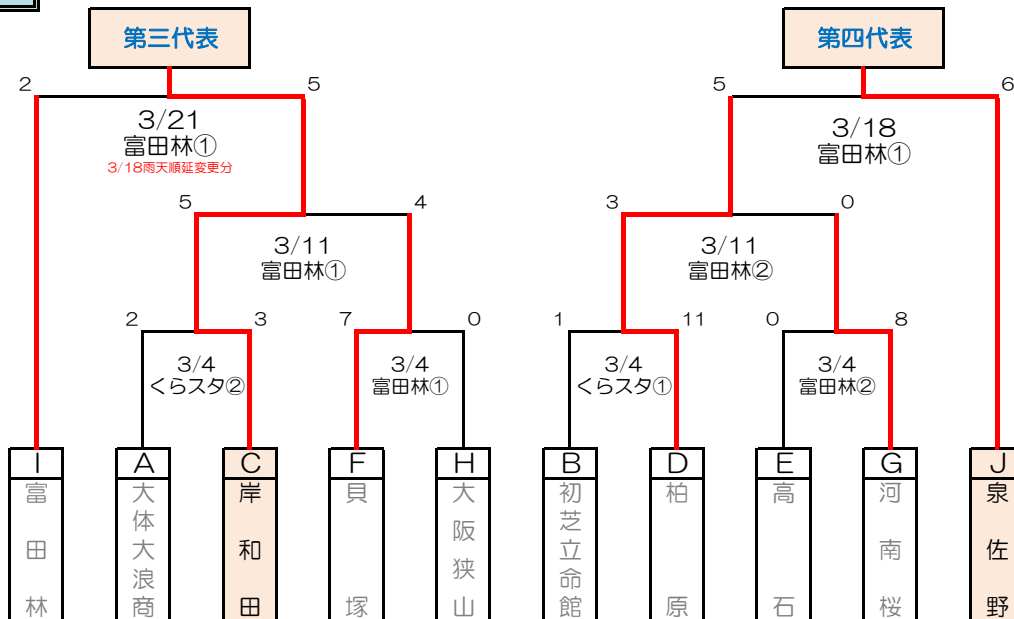 第三代表
第四代表
2
5
5
6
3/21
富田林①
3/18雨天順延変更分
3/18
富田林①
5
4
3
0
3/11
富田林①
3/11
富田林②
2
3
7
0
1
11
0
8
3/4
くらスタ②
3/4
富田林①
3/4
くらスタ①
3/4
富田林②
I
A
C
F
H
B
D
E
G
J
富田林
大体大浪商
岸和田
貝塚
大阪狭山
初芝立命館
柏原
高石
河南桜
泉佐野